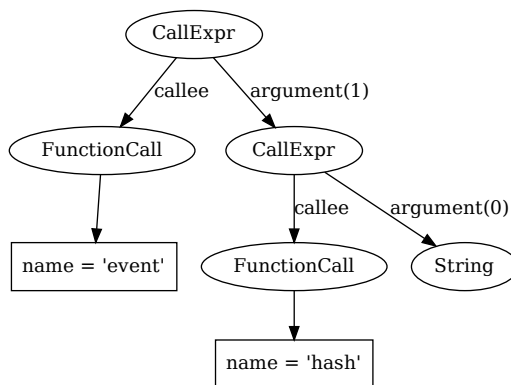 CallExpr
callee
argument(1)
FunctionCall
CallExpr
callee
argument(0)
name = 'event'
FunctionCall
String
name = 'hash'